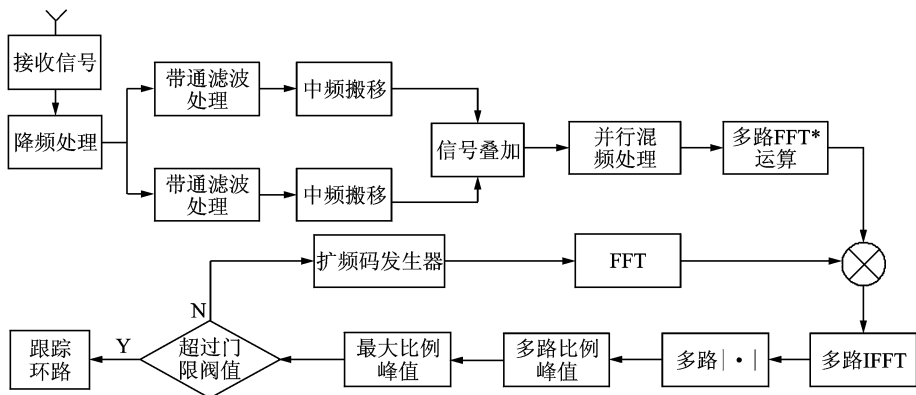 接收信号
降频处理
带通滤波
处理
中频搬移
带通滤波
处理
中频搬移
信号叠加
并行混
频处理
多路FFT*
运算
扩频码发生器
FFT
N
Y
跟踪
环路
超过门
限阀值
最大比例
峰值
多路比例
峰值
多路|·|
多路IFFT